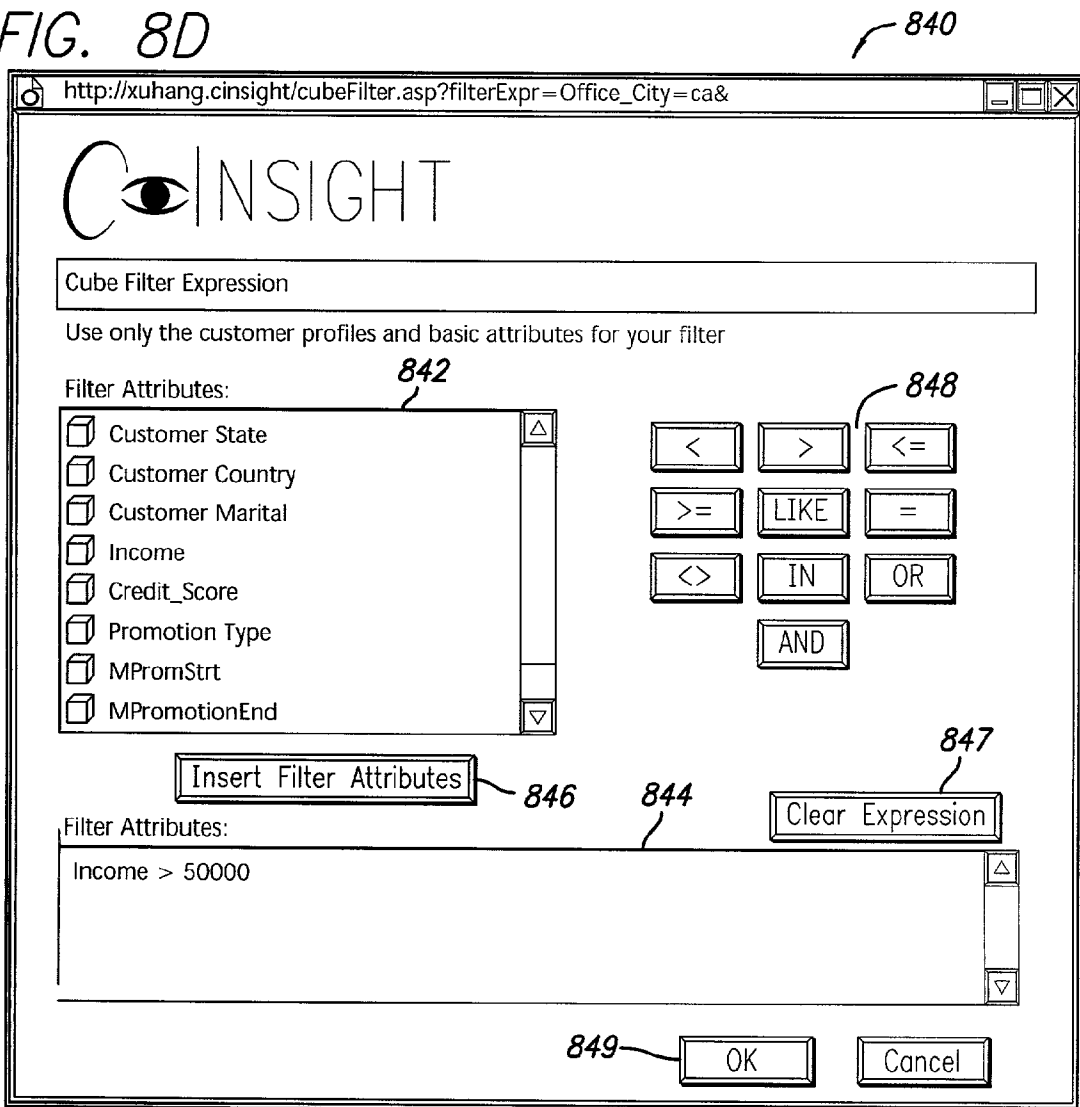 FIG. 8D
840
http://xuhang.cinsight/cubeFilter.asp?filterExpr=Office_City=ca&
C INSIGHT
Cube Filter Expression
Use only the customer profiles and basic attributes for your filter
Filter Attributes:
842
848
Customer State
Customer Country
Customer Marital
Income
Credit_Score
Promotion Type
MPromStrt
MPromotionEnd
< > <=
>= LIKE =
<> IN OR
AND
847
Insert Filter Attributes
846
844
Clear Expression
Filter Attributes:
Income > 50000
849
OK
Cancel